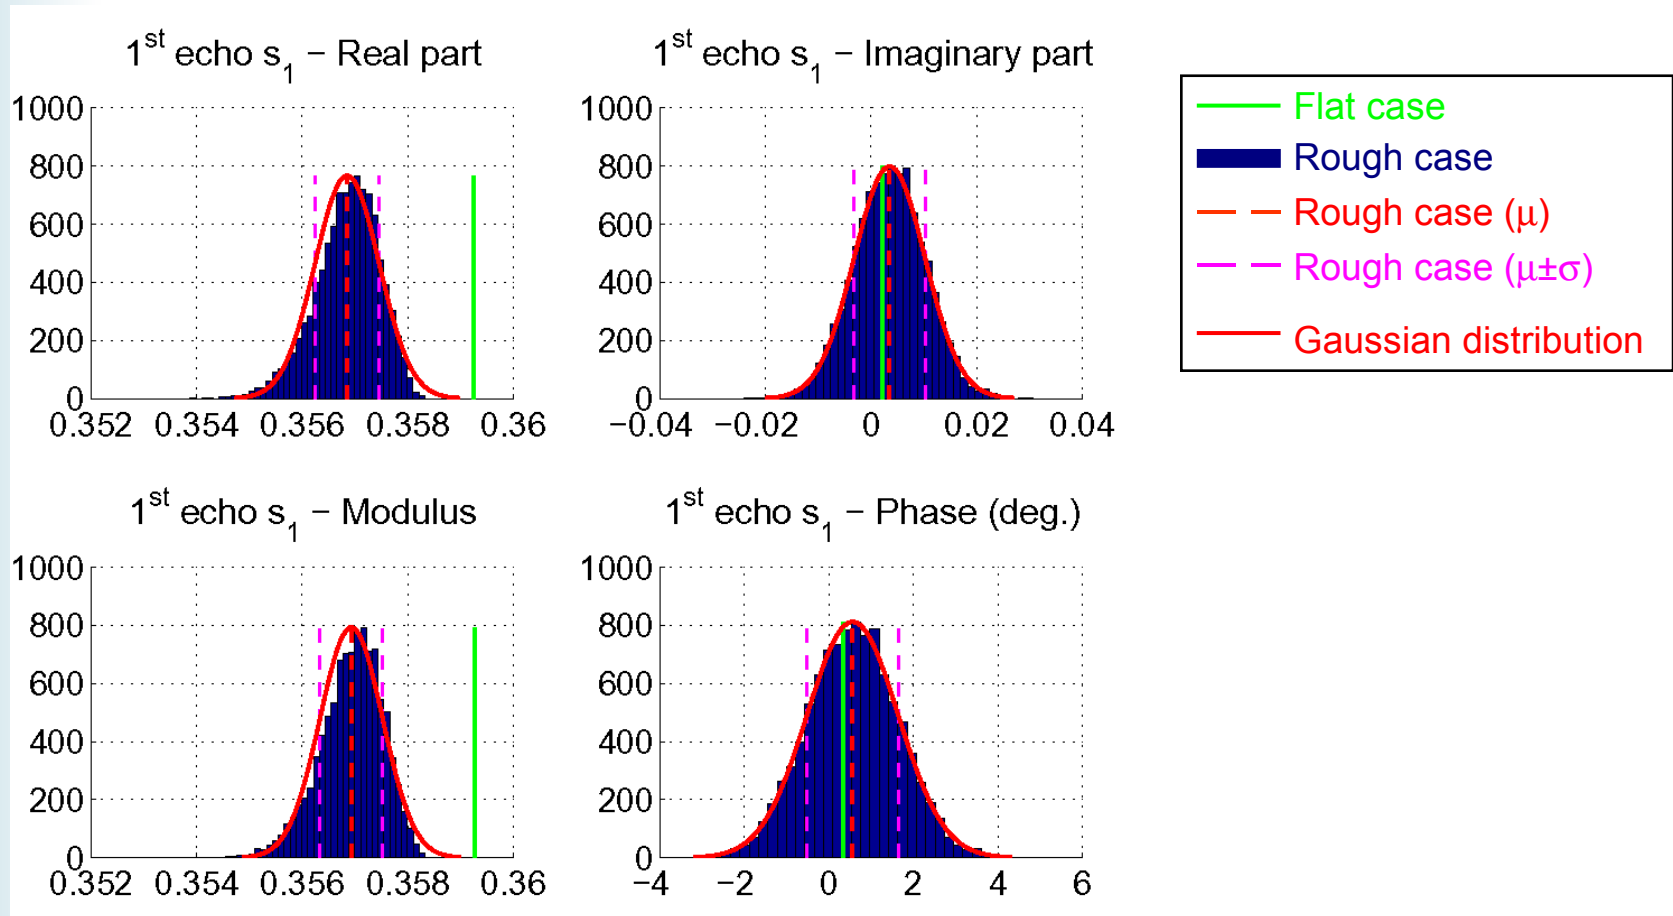 1st echo s1 − Real part
1000
800
600
400
200
0
0.352 0.354 0.356 0.358 0.36
1st echo s1 − Imaginary part
1000
800
600
400
200
0
−0.04 −0.02 0 0.02 0.04
Flat case
Rough case
Rough case (μ)
Rough case (μ±σ)
Gaussian distribution
1st echo s1 − Modulus
1000
800
600
400
200
0
0.352 0.354 0.356 0.358 0.36
1st echo s1 − Phase (deg.)
1000
800
600
400
200
0
−4 −2 0 2 4 6